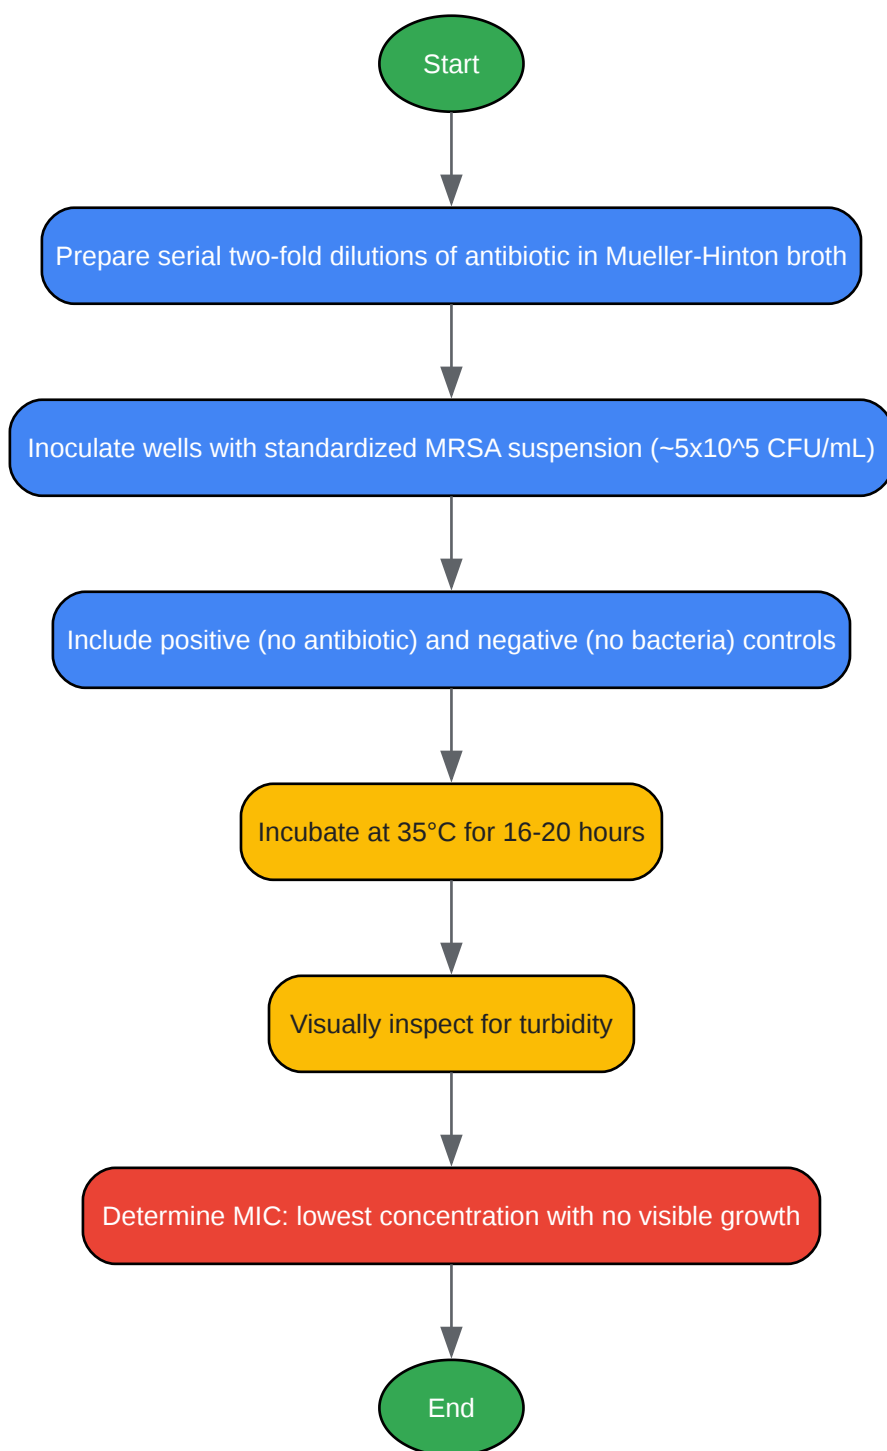 Start
Prepare serial two-fold dilutions of antibiotic in Mueller-Hinton broth
Inoculate wells with standardized MRSA suspension (~5x10^5 CFU/mL)
Include positive (no antibiotic) and negative (no bacteria) controls
Incubate at 35°C for 16-20 hours
Visually inspect for turbidity
Determine MIC: lowest concentration with no visible growth
End